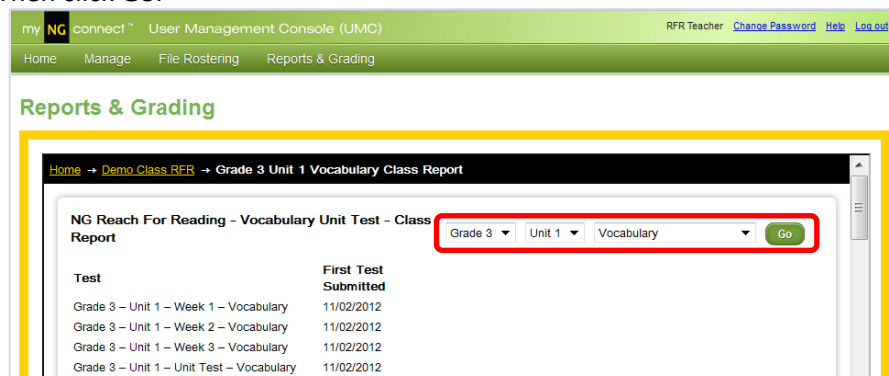 Then click Go.
my NG connect™ User Management Console (UMC) RFR Teacher Change Password Help Log out
Home Manage File Rostering Reports & Grading
Reports & Grading
Home → Demo Class RFR → Grade 3 Unit 1 Vocabulary Class Report
NG Reach For Reading - Vocabulary Unit Test - Class Report
Grade 3 Unit 1 Vocabulary Go
Test First Test Submitted
Grade 3 – Unit 1 – Week 1 – Vocabulary 11/02/2012
Grade 3 – Unit 1 – Week 2 – Vocabulary 11/02/2012
Grade 3 – Unit 1 – Week 3 – Vocabulary 11/02/2012
Grade 3 – Unit 1 – Unit Test – Vocabulary 11/02/2012